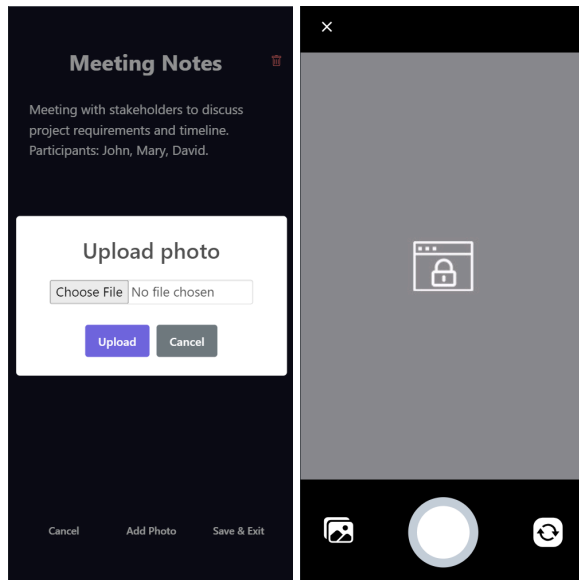 Meeting Notes
Meeting with stakeholders to discuss
project requirements and timeline.
Participants: John, Mary, David.
Upload photo
Choose File No file chosen
Upload Cancel
Cancel Add Photo Save & Exit